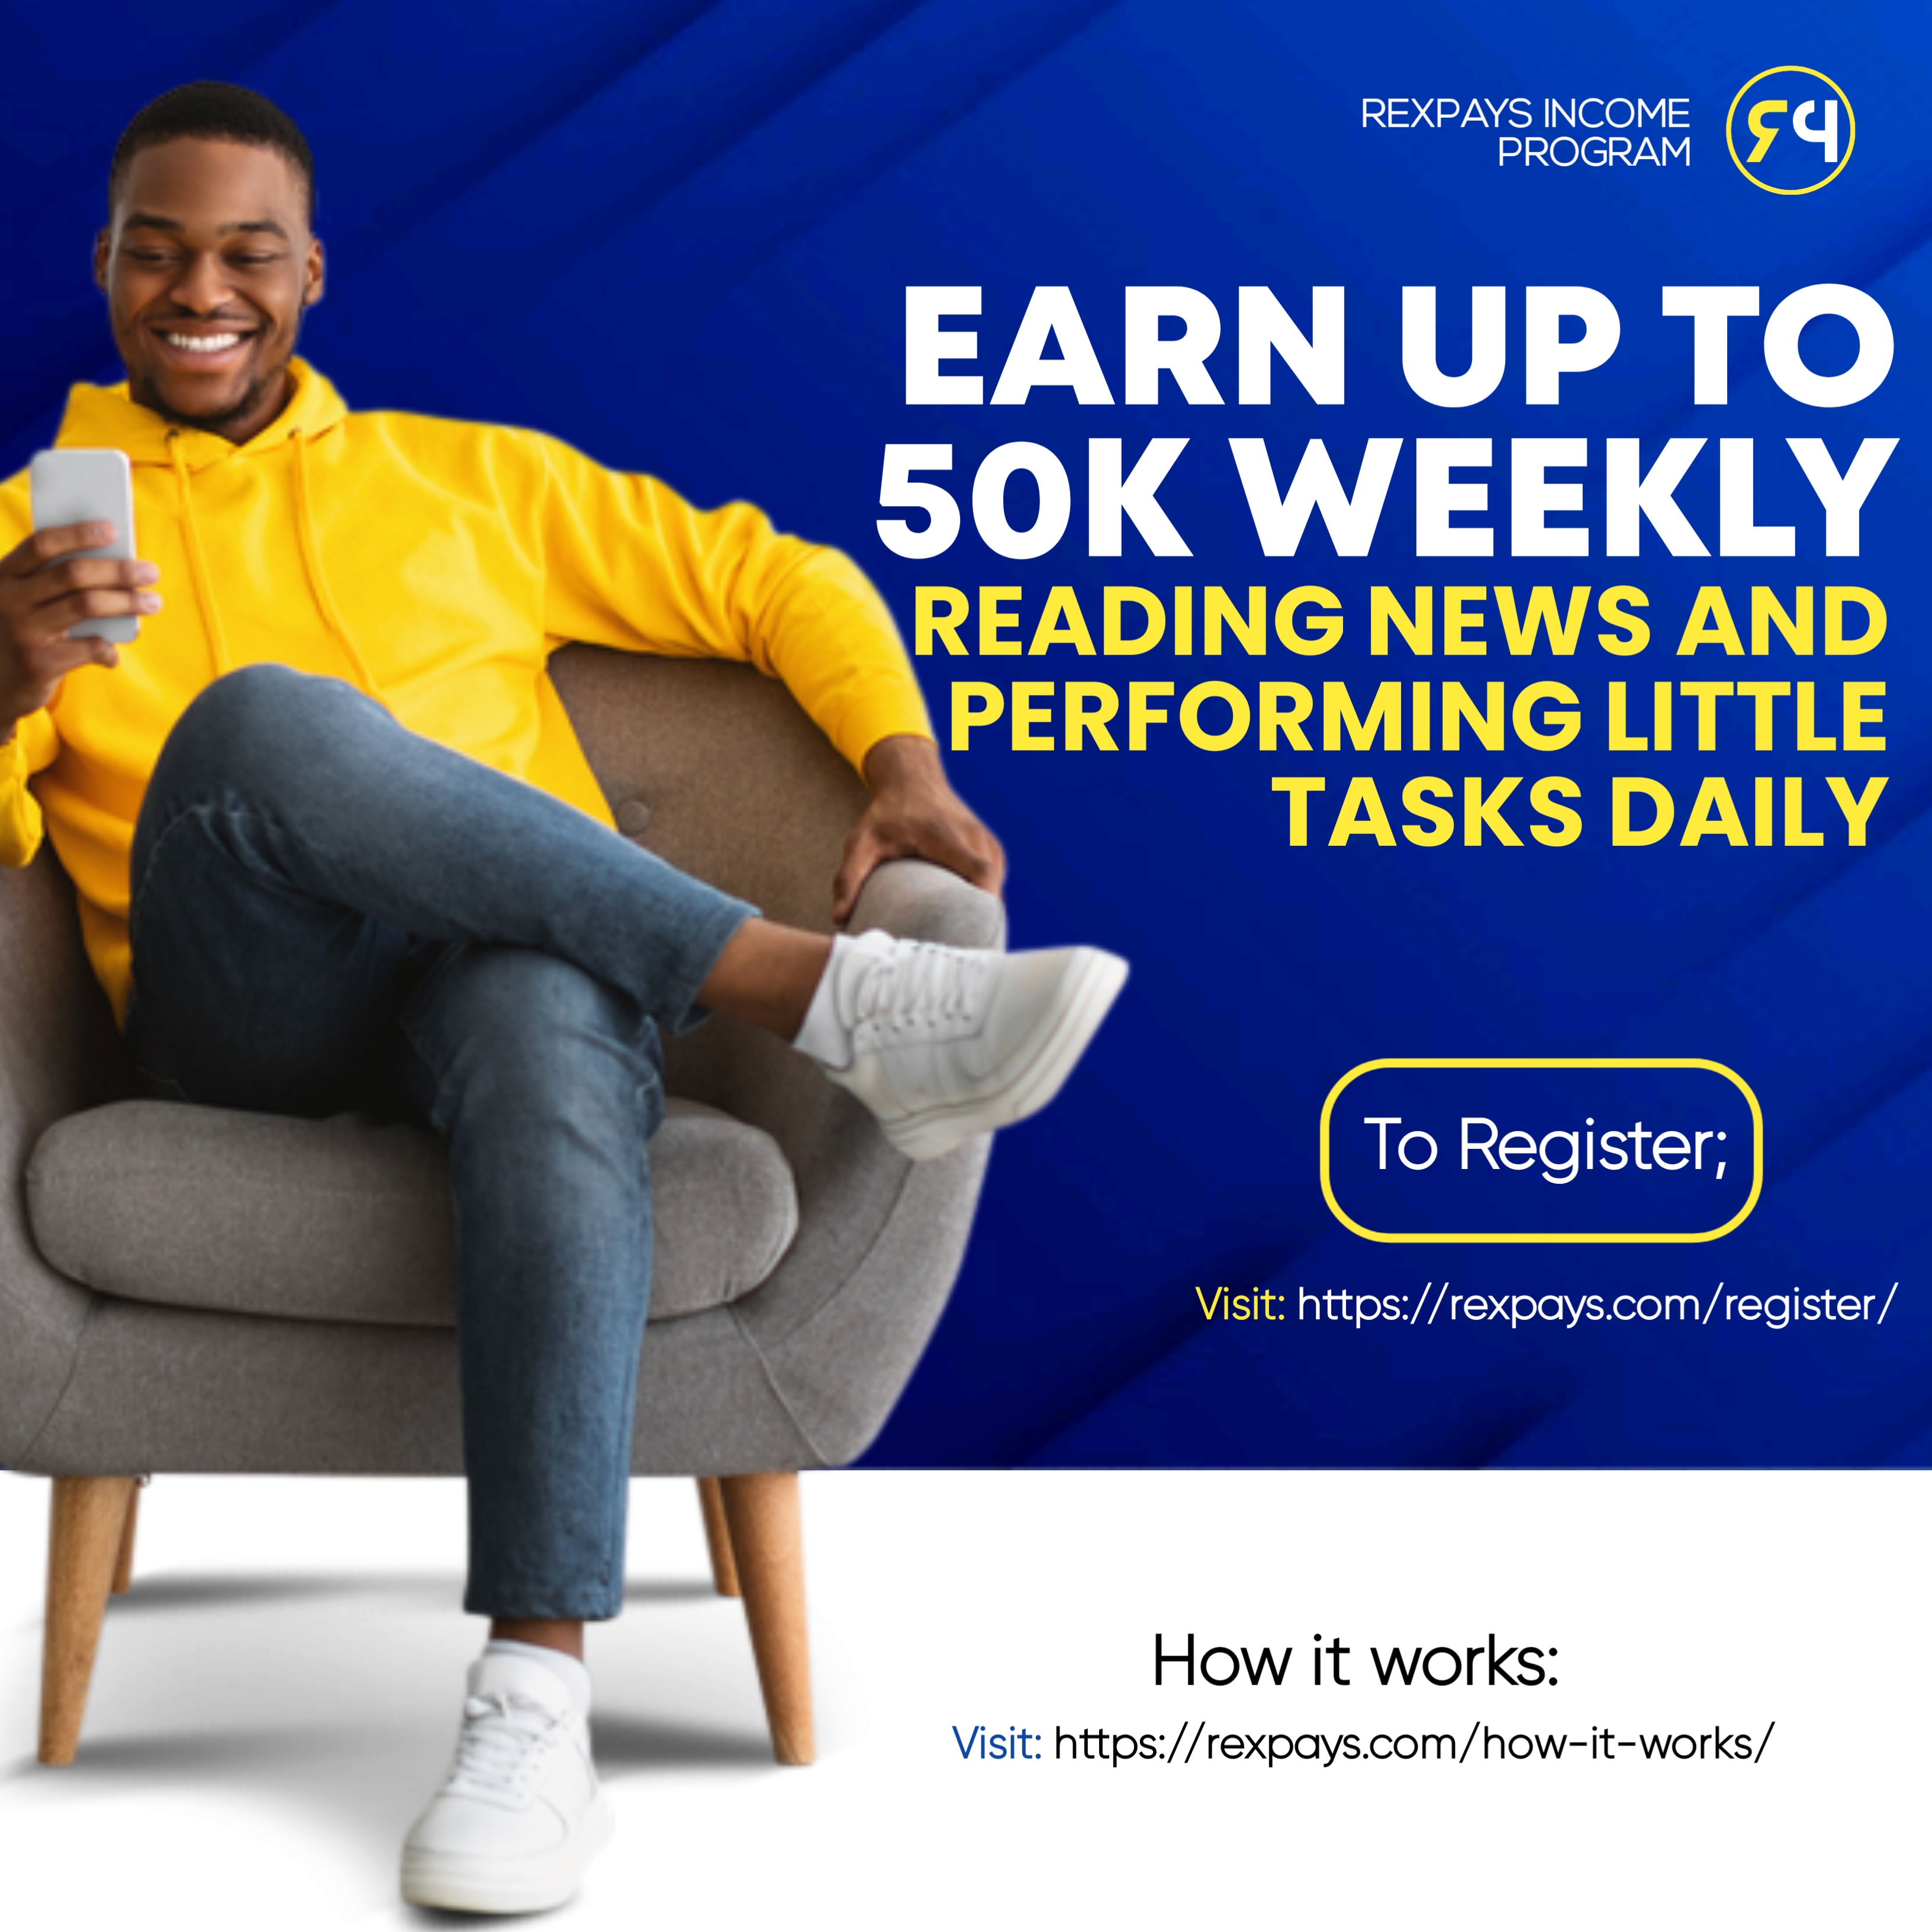 REXPAYS INCOME
PROGRAM
EARN UP TO
50K WEEKLY
READING NEWS AND
PERFORMING LITTLE
TASKS DAILY
To Register;
Visit: https://rexpays.com/register/
How it works:
Visit: https://rexpays.com/how-it-works/